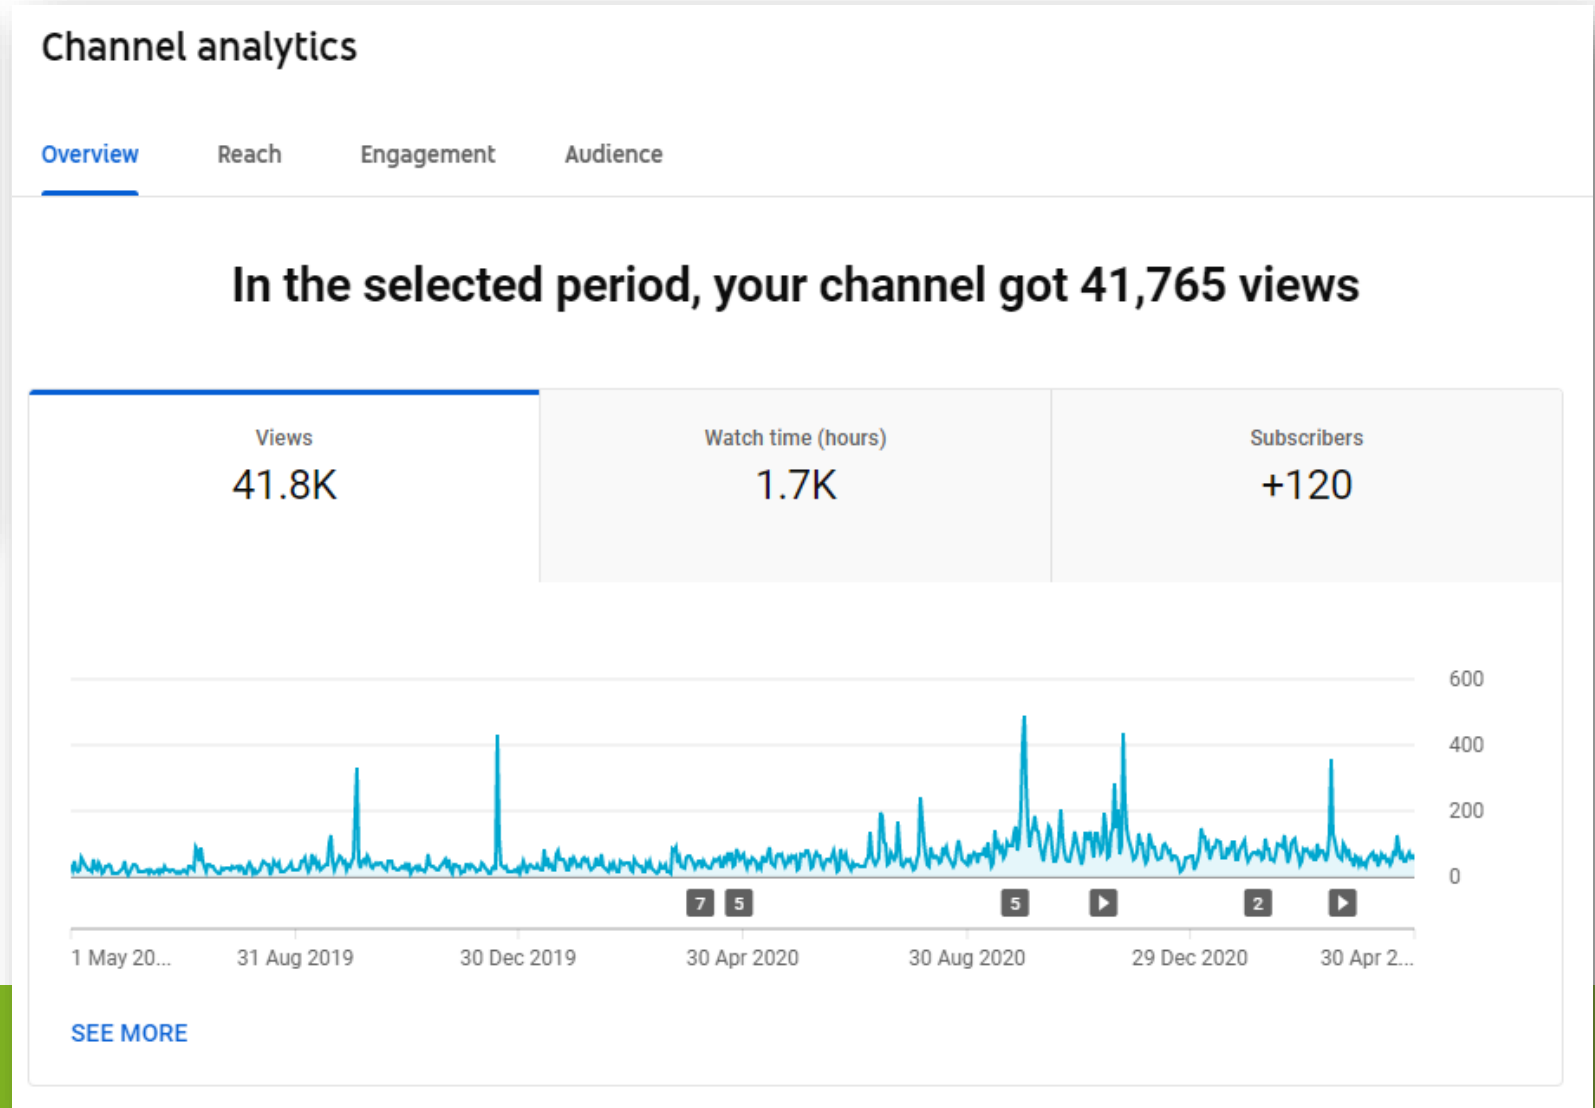 Channel analytics
Overview Reach Engagement Audience
In the selected period, your channel got 41,765 views
Views Watch time (hours) Subscribers
41.8K 1.7K +120
600
400
200
0
7 5 5 2
1 May 20... 31 Aug 2019 30 Dec 2019 30 Apr 2020 30 Aug 2020 29 Dec 2020 30 Apr 2...
SEE MORE